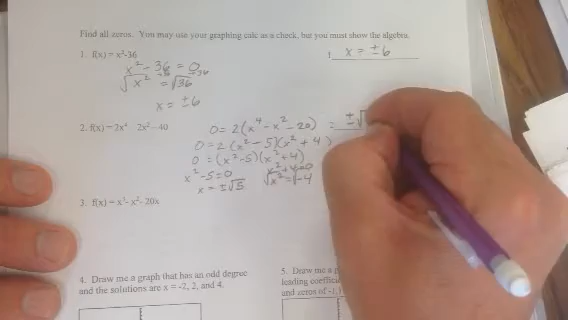 Find all zeros. You may use your graphing calc as a check, but you must show the algebra.
1. f(x) = x²-36
1. x = ±6
x² - 36 = 0
+36 +36
√x² = √36
x = ±6
2. f(x) = 2x⁴ 2x² - 40
0 = 2(x⁴ - x² - 20)
= ±√
0 = 2(x² - 5)(x² + 4)
0 = (x² - 5)(x² + 4)
x² - 5 = 0
x² + 4 = 0
x = ±√5
√x² = √-4
3. f(x) = x³ - x² - 20x
4. Draw me a graph that has an odd degree
and the solutions are x = -2, 2, and 4.
5. Draw me a
leading
and zeros of -1,